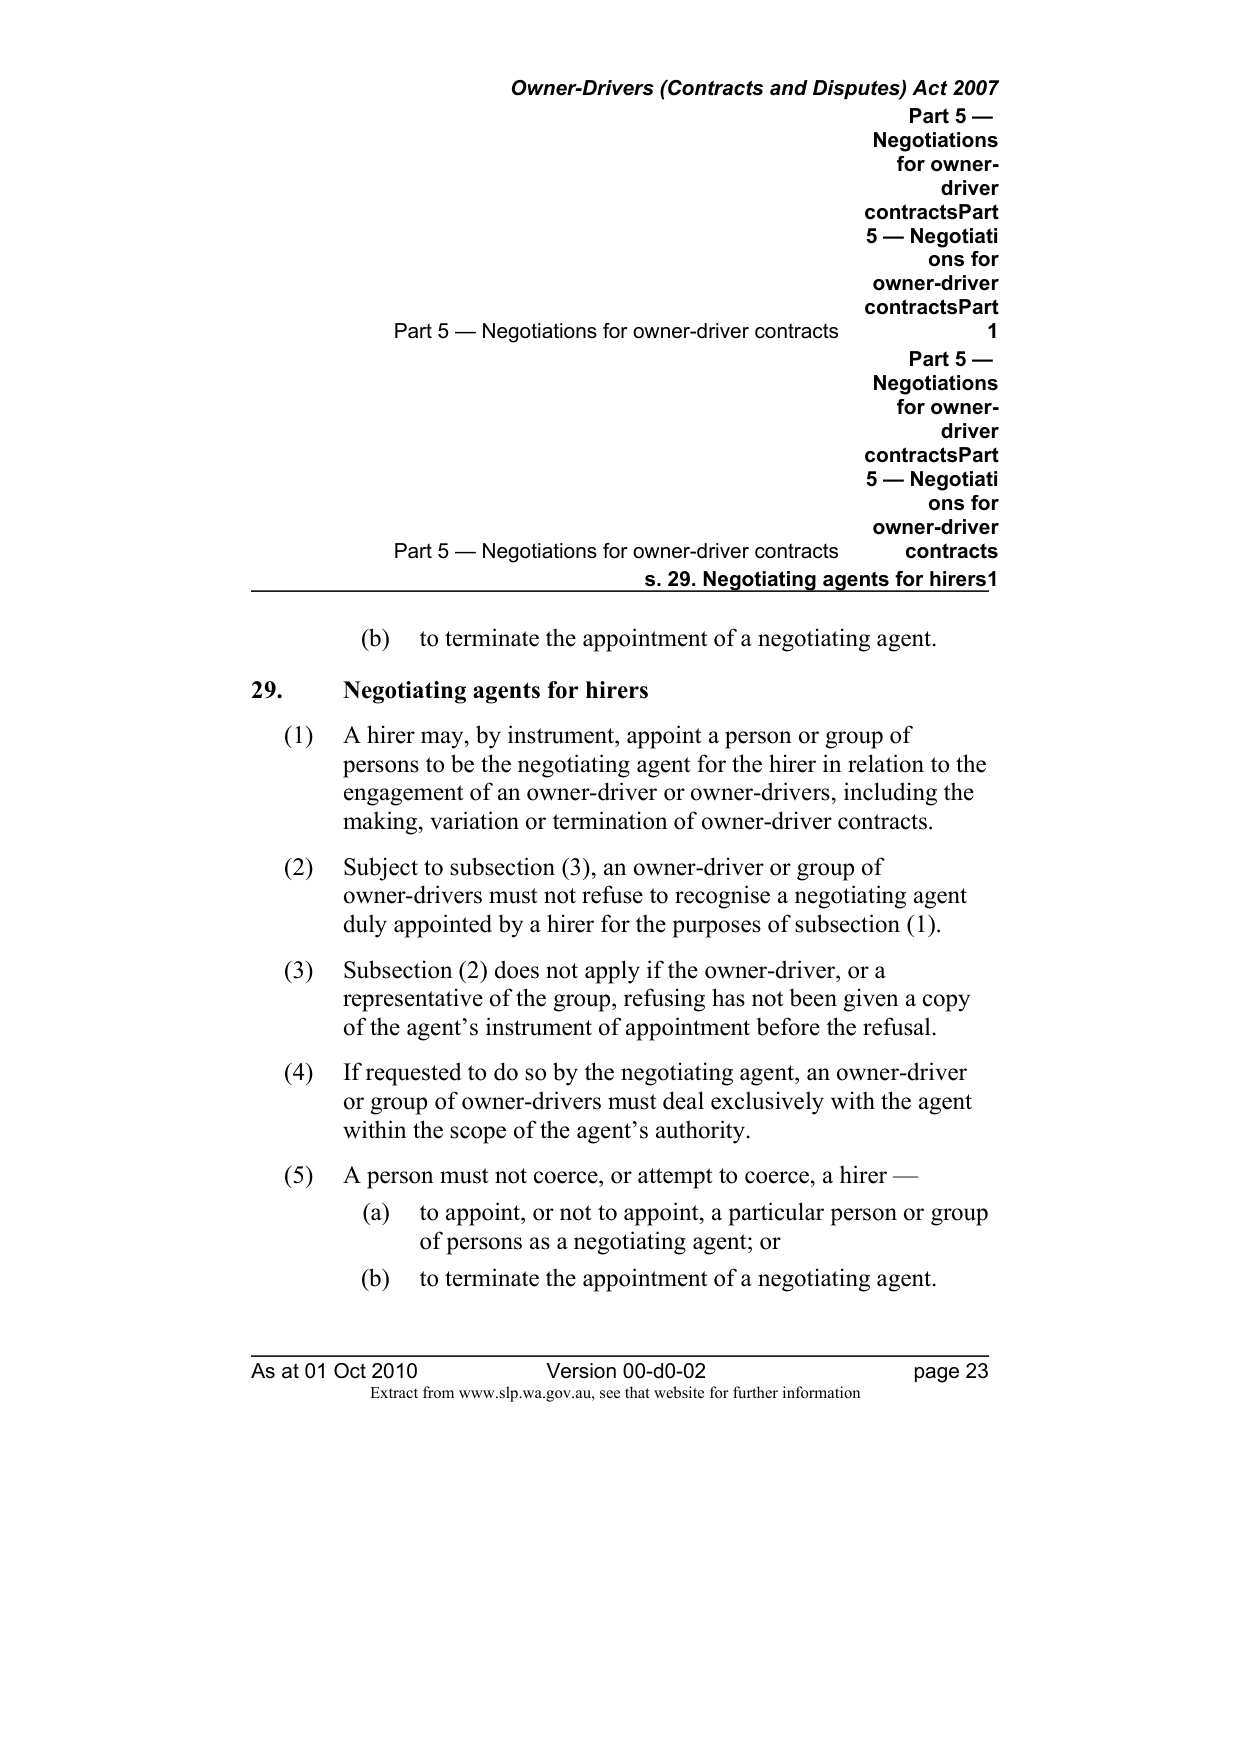 Owner-Drivers (Contracts and Disputes) Act 2007
Part 5 —
Negotiations
for owner-
driver
contractsPart
5 — Negotiati
ons for
owner-driver
contractsPart
Part 5 — Negotiations for owner-driver contracts 1
Part 5 —
Negotiations
for owner-
driver
contractsPart
5 — Negotiati
ons for
owner-driver
Part 5 — Negotiations for owner-driver contracts contracts
s. 29. Negotiating agents for hirers1
(b) to terminate the appointment of a negotiating agent.
29. Negotiating agents for hirers
(1) A hirer may, by instrument, appoint a person or group of
persons to be the negotiating agent for the hirer in relation to the
engagement of an owner-driver or owner-drivers, including the
making, variation or termination of owner-driver contracts.
(2) Subject to subsection (3), an owner-driver or group of
owner-drivers must not refuse to recognise a negotiating agent
duly appointed by a hirer for the purposes of subsection (1).
(3) Subsection (2) does not apply if the owner-driver, or a
representative of the group, refusing has not been given a copy
of the agent’s instrument of appointment before the refusal.
(4) If requested to do so by the negotiating agent, an owner-driver
or group of owner-drivers must deal exclusively with the agent
within the scope of the agent’s authority.
(5) A person must not coerce, or attempt to coerce, a hirer —
(a) to appoint, or not to appoint, a particular person or group
of persons as a negotiating agent; or
(b) to terminate the appointment of a negotiating agent.
As at 01 Oct 2010 Version 00-d0-02 page 23
Extract from www.slp.wa.gov.au, see that website for further information